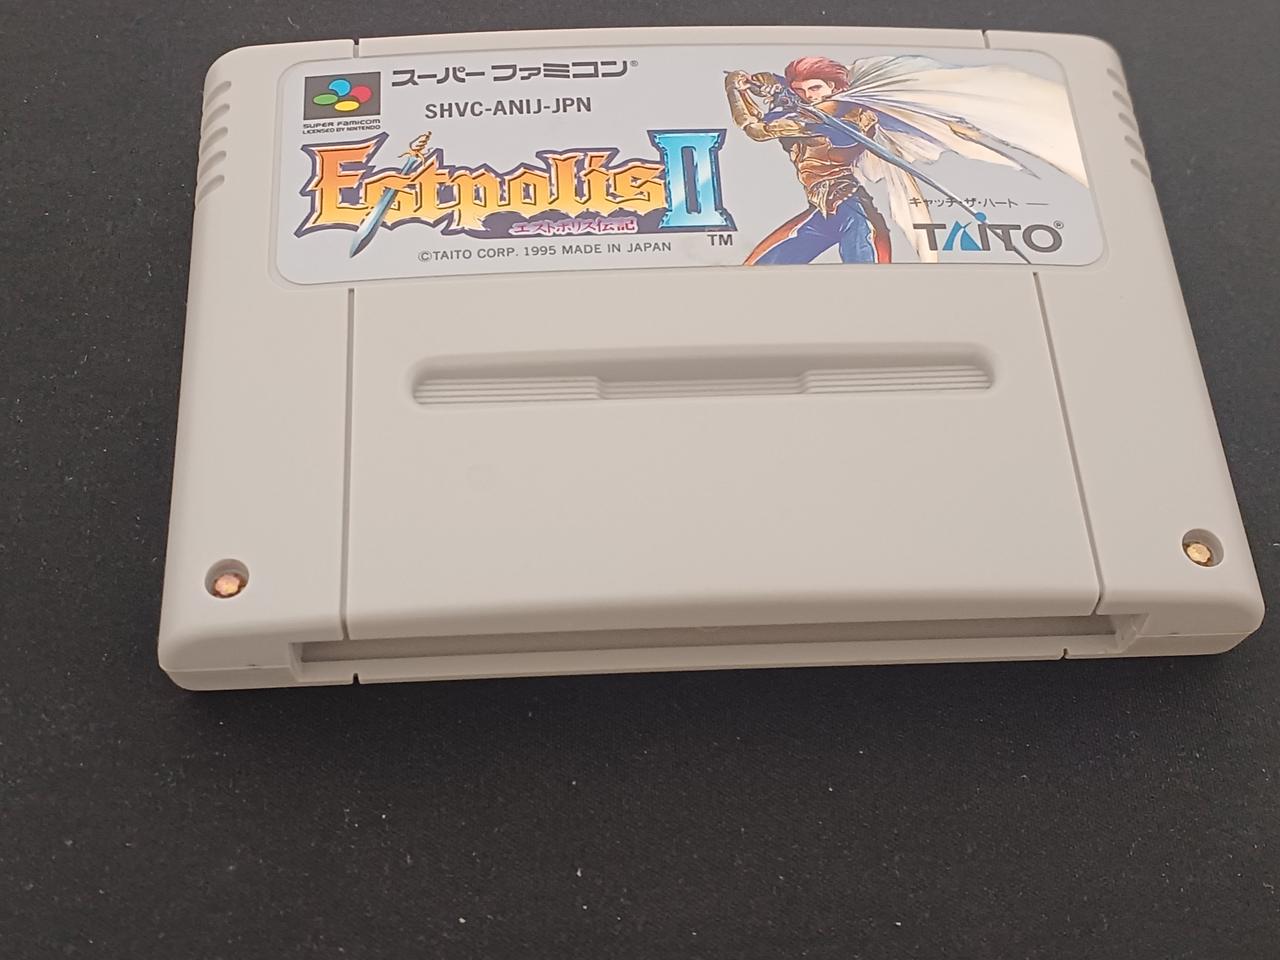 スーパーファミコン®
SUPER FAMICOM
LICENSED BY NINTENDO
SHVC-ANIJ-JPN
Estpolis II
エストポリス伝記
TM
©TAITO CORP. 1995 MADE IN JAPAN
キャッチ・ザ・ハート
TAITO®